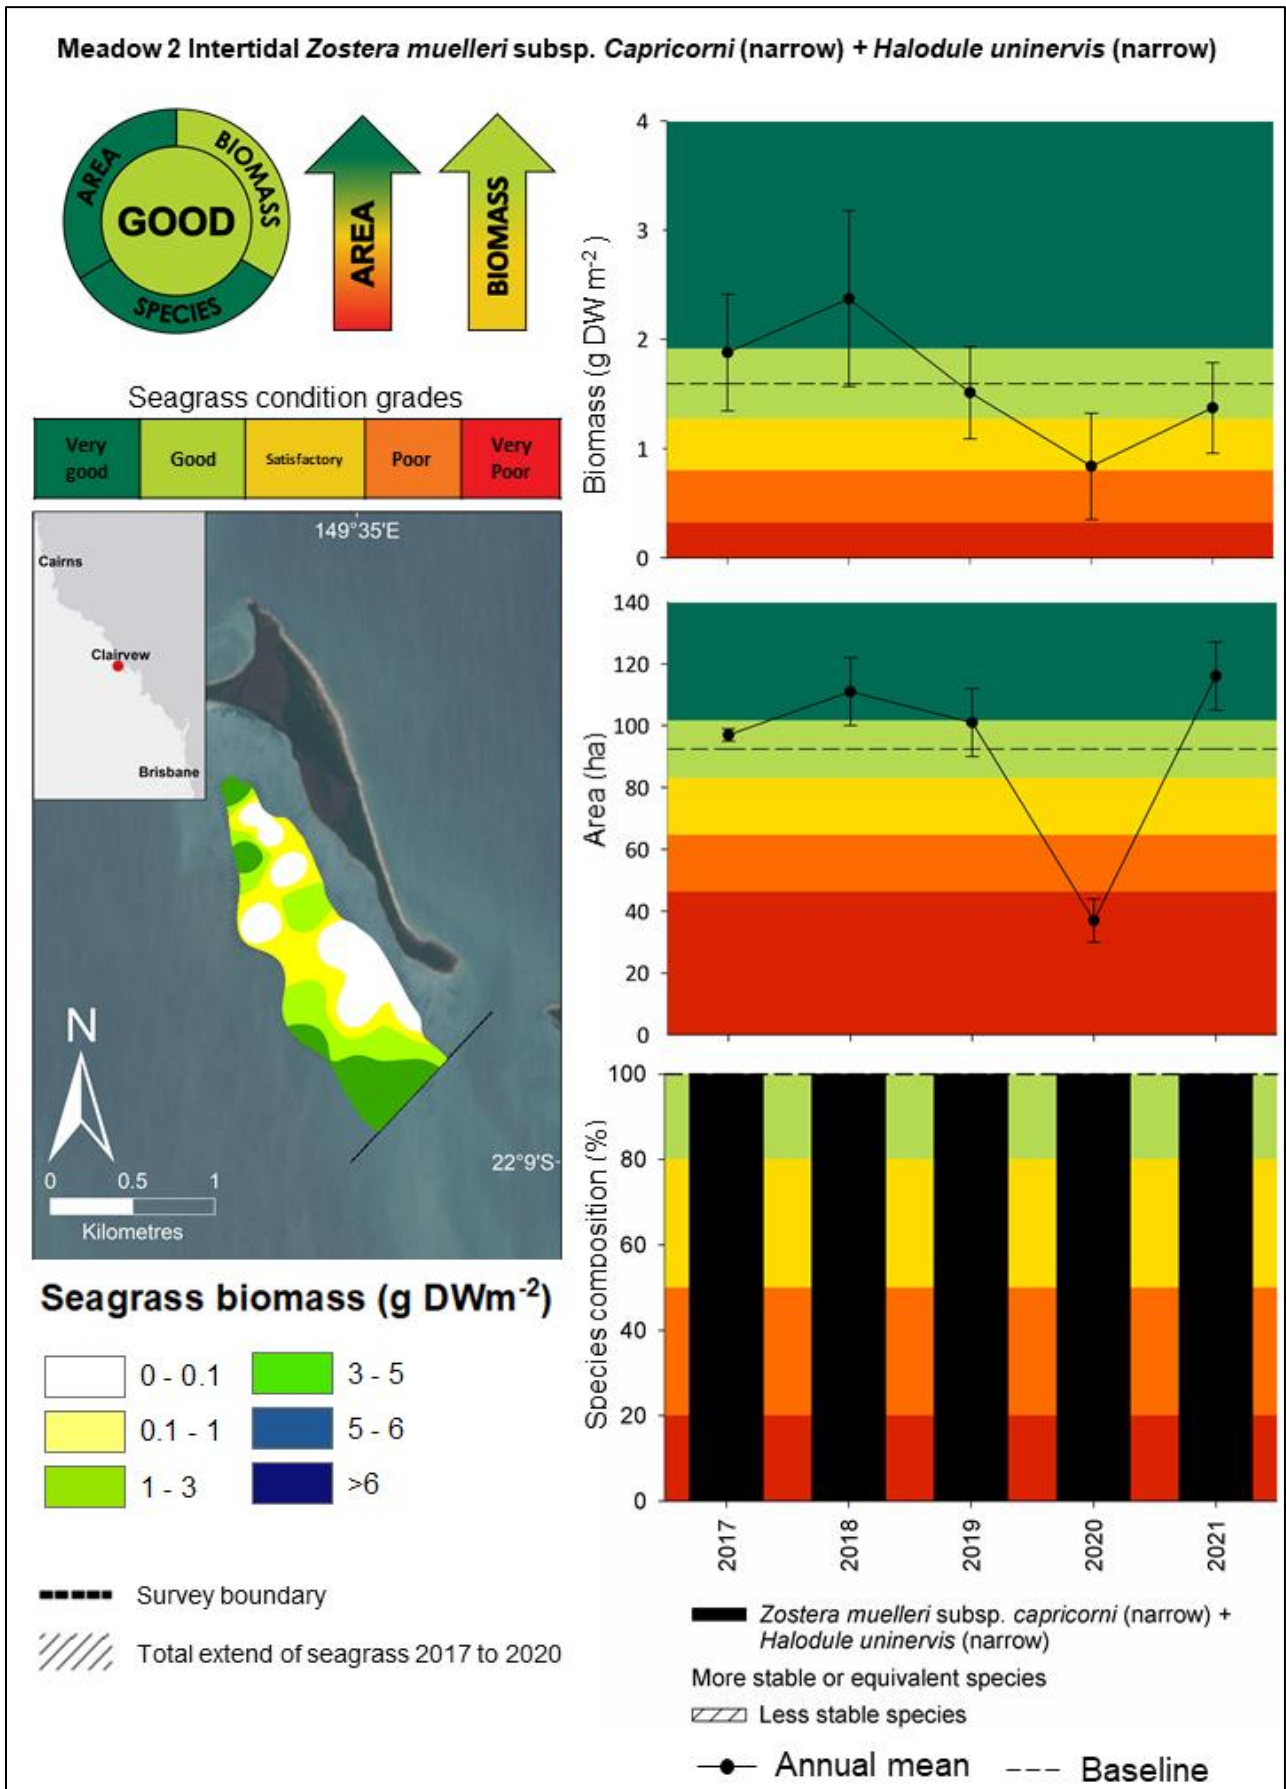 Meadow 2 Intertidal Zostera muelleri subsp. Capricorni (narrow) + Halodule uninervis (narrow)
AREA
BIOMASS
SPECIES
GOOD
AREA
BIOMASS
Seagrass condition grades
Very good
Good
Satisfactory
Poor
Very Poor
149°35'E
Cairns
Clairvew
Brisbane
N
22°9'S
0 0.5 1
Kilometres
Seagrass biomass (g DWm-2)
0 - 0.1
3 - 5
0.1 - 1
5 - 6
1 - 3
>6
Survey boundary
Total extend of seagrass 2017 to 2020
Biomass (g DW m-2)
4
3
2
1
0
Area (ha)
140
120
100
80
60
40
20
0
Species composition (%)
100
80
60
40
20
0
2017
2018
2019
2020
2021
Zostera muelleri subsp. capricorni (narrow) +
Halodule uninervis (narrow)
More stable or equivalent species
Less stable species
Annual mean
Baseline